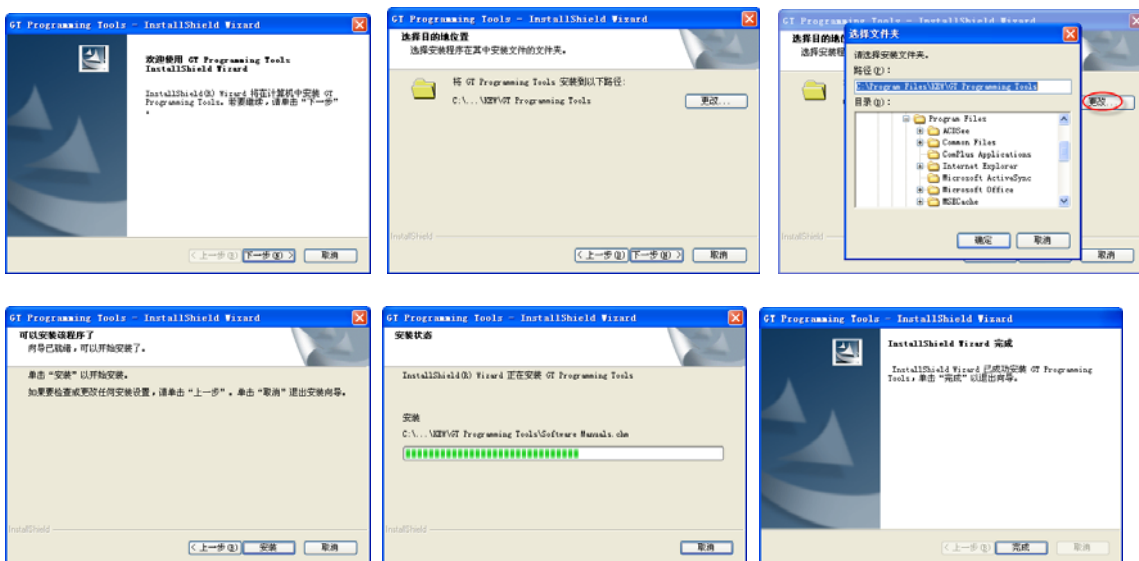 GT Programming Tools - InstallShield Wizard
欢迎使用 GT Programming Tools
InstallShield Wizard
InstallShield(R) Wizard 将在计算机中安装 GT
Programming Tools。若要继续，请单击“下一步”
。
<上一步(B)
下一步(N) >
取消
GT Programming Tools - InstallShield Wizard
选择目的地位置
选择安装程序在其中安装文件的文件夹。
将 GT Programming Tools 安装到以下路径:
C:\...\XZW\GT Programming Tools
更改...
InstallShield
<上一步(B)
下一步(N) >
取消
GT Programming Tools - InstallShield Wizard
选择目的地
选择安装程
选择文件夹
请选择安装文件夹。
路径(P):
C:\Program Files\XZW\GT Programming Tools
目录(D):
Program Files
ACDSee
Common Files
ComPlus Applications
Internet Explorer
Microsoft ActiveSync
Microsoft Office
MSECache
确定
取消
更改...
InstallShield
取消
GT Programming Tools - InstallShield Wizard
可以安装该程序了
向导已就绪，可以开始安装了。
单击“安装”以开始安装。
如果要检查或更改任何安装设置，请单击“上一步”。单击“取消”退出安装向导。
InstallShield
<上一步(B)
安装
取消
GT Programming Tools - InstallShield Wizard
安装状态
InstallShield(R) Wizard 正在安装 GT Programming Tools
安装
C:\...\XZW\GT Programming Tools\Software Manuals.chm
InstallShield
取消
GT Programming Tools - InstallShield Wizard
InstallShield Wizard 完成
InstallShield Wizard 已成功安装 GT Programming
Tools，单击“完成”以退出向导。
<上一步(B)
完成
取消